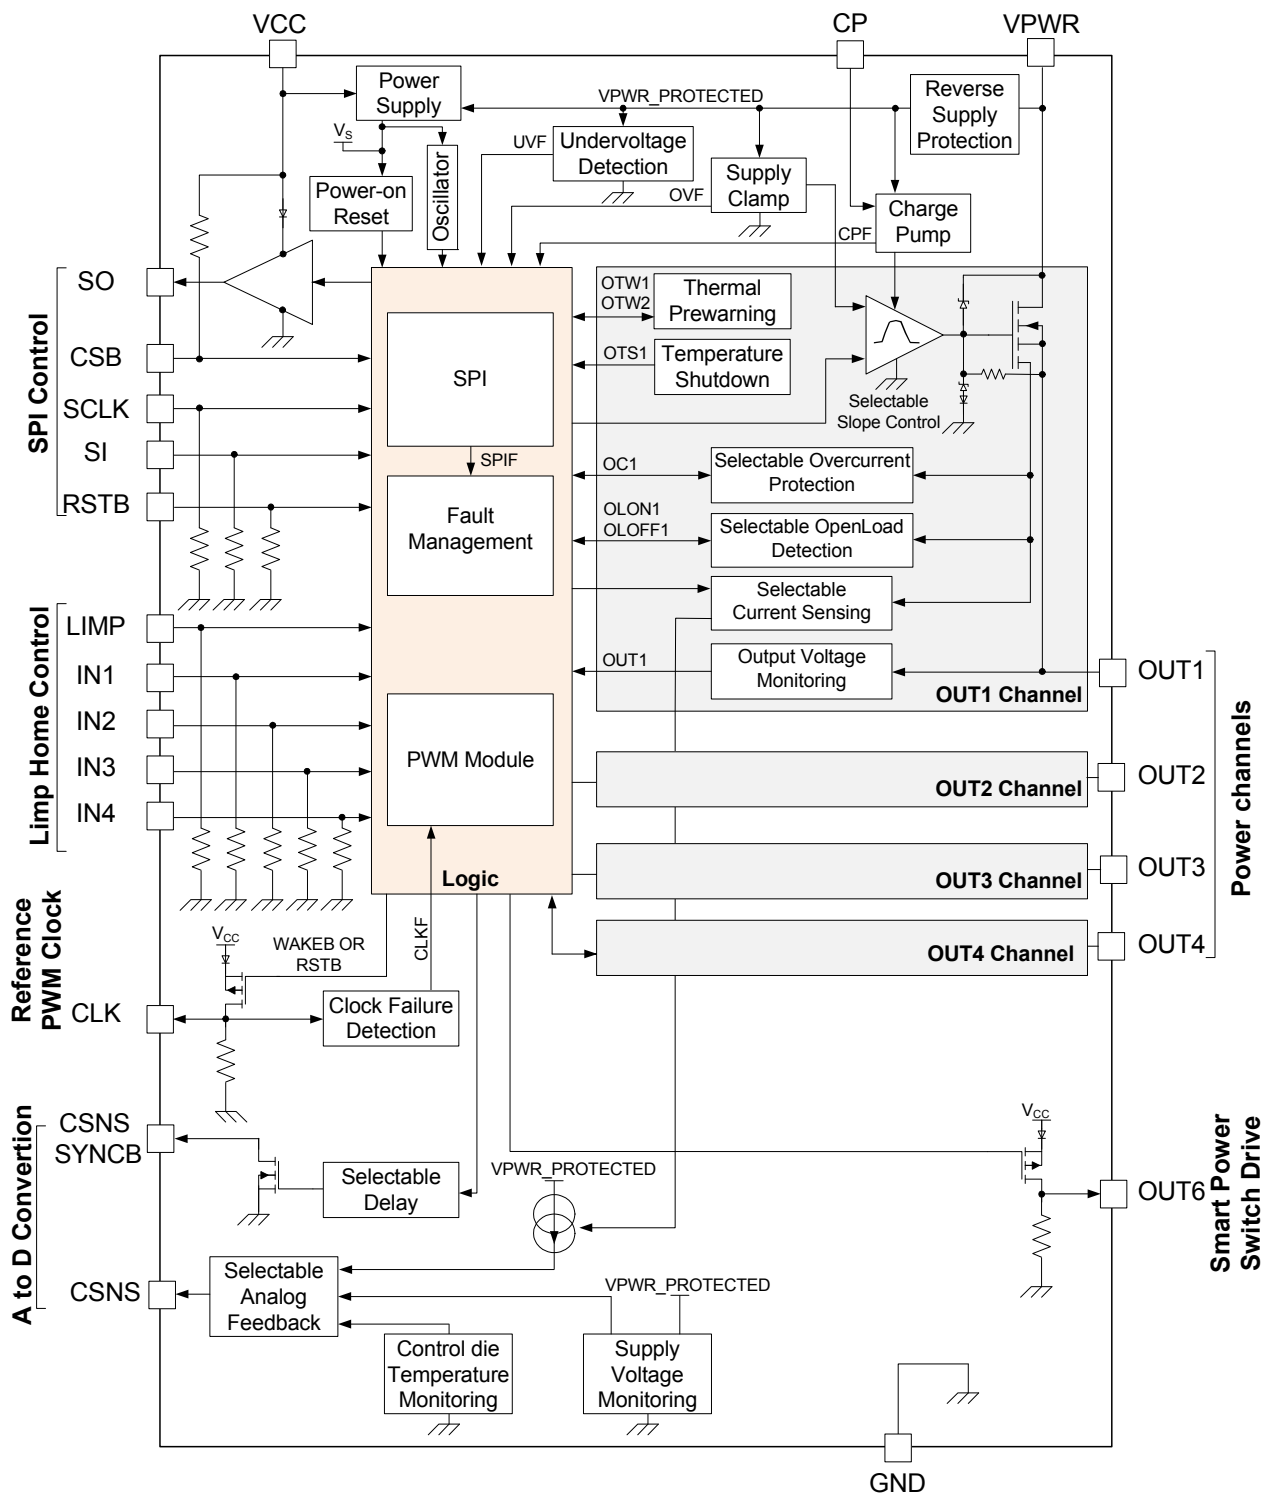 VCC
CP
VPWR
Power
Supply
VPWR_PROTECTED
Reverse
Supply
Protection
VS
UVF
Undervoltage
Detection
Oscillator
Power-on
Reset
OVF
Supply
Clamp
Charge
Pump
CPF
SPI Control
SO
CSB
SCLK
SI
RSTB
SPI
SPIF
Fault
Management
PWM Module
Logic
OTW1
OTW2
Thermal
Prewarning
OTS1
Temperature
Shutdown
Selectable
Slope Control
OC1
Selectable Overcurrent
Protection
OLON1
OLOFF1
Selectable OpenLoad
Detection
Selectable
Current Sensing
OUT1
Output Voltage
Monitoring
OUT1 Channel
OUT2 Channel
OUT3 Channel
OUT4 Channel
OUT1
OUT2
OUT3
OUT4
Power channels
Limp Home Control
LIMP
IN1
IN2
IN3
IN4
Reference
PWM Clock
CLK
VCC
WAKEB OR
RSTB
CLKF
Clock Failure
Detection
A to D Convertion
CSNS
SYNCB
Selectable
Delay
VPWR_PROTECTED
CSNS
Selectable
Analog
Feedback
Control die
Temperature
Monitoring
VPWR_PROTECTED
Supply
Voltage
Monitoring
VCC
OUT6
Smart Power
Switch Drive
GND